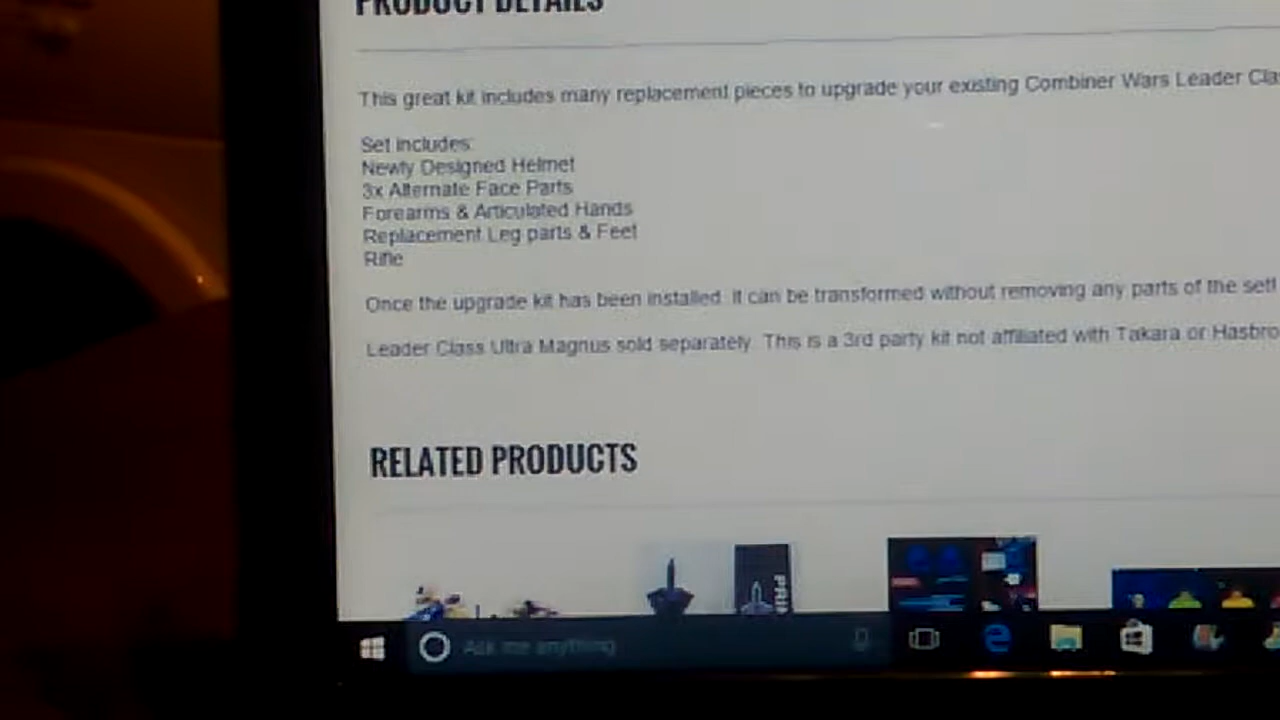 PRODUCT DETAILS
This great kit includes many replacement pieces to upgrade your existing Combiner Wars Leader Cla
Set includes:
Newly Designed Helmet
3x Alternate Face Parts
Forearms & Articulated Hands
Replacement Leg parts & Feet
Rifle
Once the upgrade kit has been installed. It can be transformed without removing any parts of the set!
Leader Class Ultra Magnus sold separately. This is a 3rd party kit not affiliated with Takara or Hasbro
RELATED PRODUCTS
Ask me anything